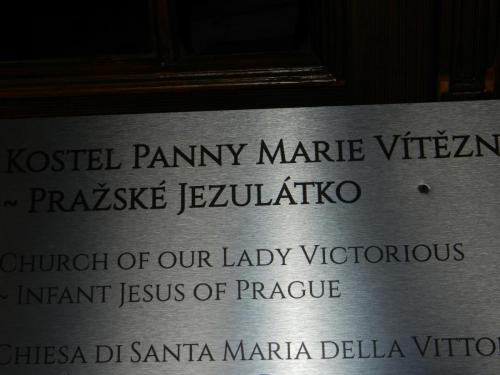 KOSTEL PANNY MARIE VÍTĚZN
~ PRAŽSKÉ JEZULÁTKO
CHURCH OF OUR LADY VICTORIOUS
~ INFANT JESUS OF PRAGUE
CHIESA DI SANTA MARIA DELLA VITTO